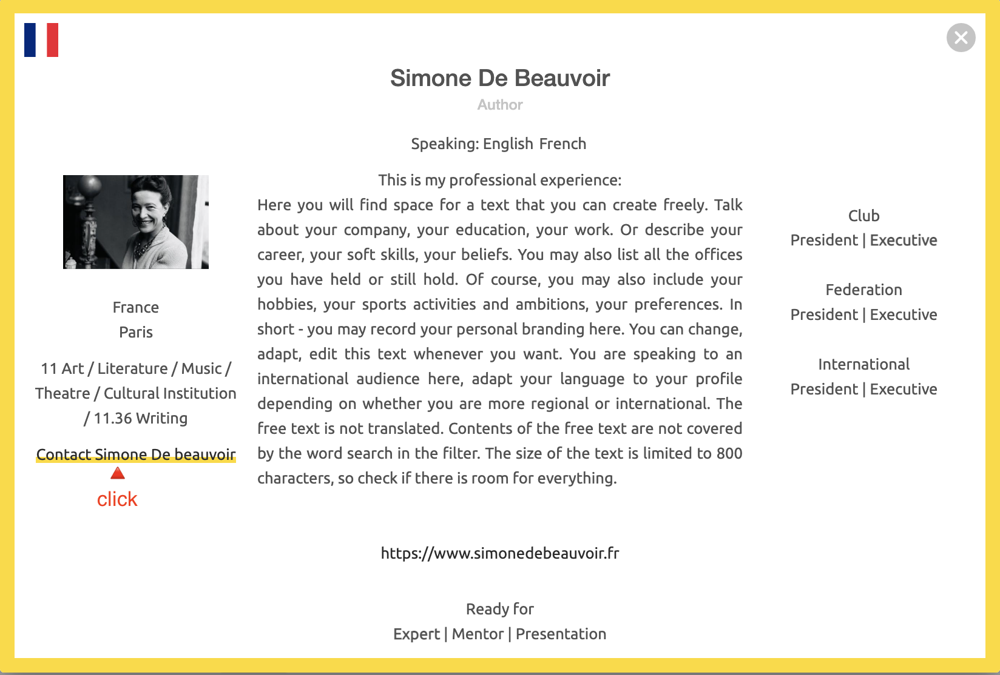 Simone De Beauvoir
Author
Speaking: English French
France
Paris
11 Art / Literature / Music /
Theatre / Cultural Institution
/ 11.36 Writing
Contact Simone De beauvoir
click
This is my professional experience:
Here you will find space for a text that you can create freely. Talk
about your company, your education, your work. Or describe your
career, your soft skills, your beliefs. You may also list all the offices
you have held or still hold. Of course, you may also include your
hobbies, your sports activities and ambitions, your preferences. In
short - you may record your personal branding here. You can change,
adapt, edit this text whenever you want. You are speaking to an
international audience here, adapt your language to your profile
depending on whether you are more regional or international. The
free text is not translated. Contents of the free text are not covered
by the word search in the filter. The size of the text is limited to 800
characters, so check if there is room for everything.
https://www.simonedebeauvoir.fr
Ready for
Expert | Mentor | Presentation
Club
President | Executive
Federation
President | Executive
International
President | Executive